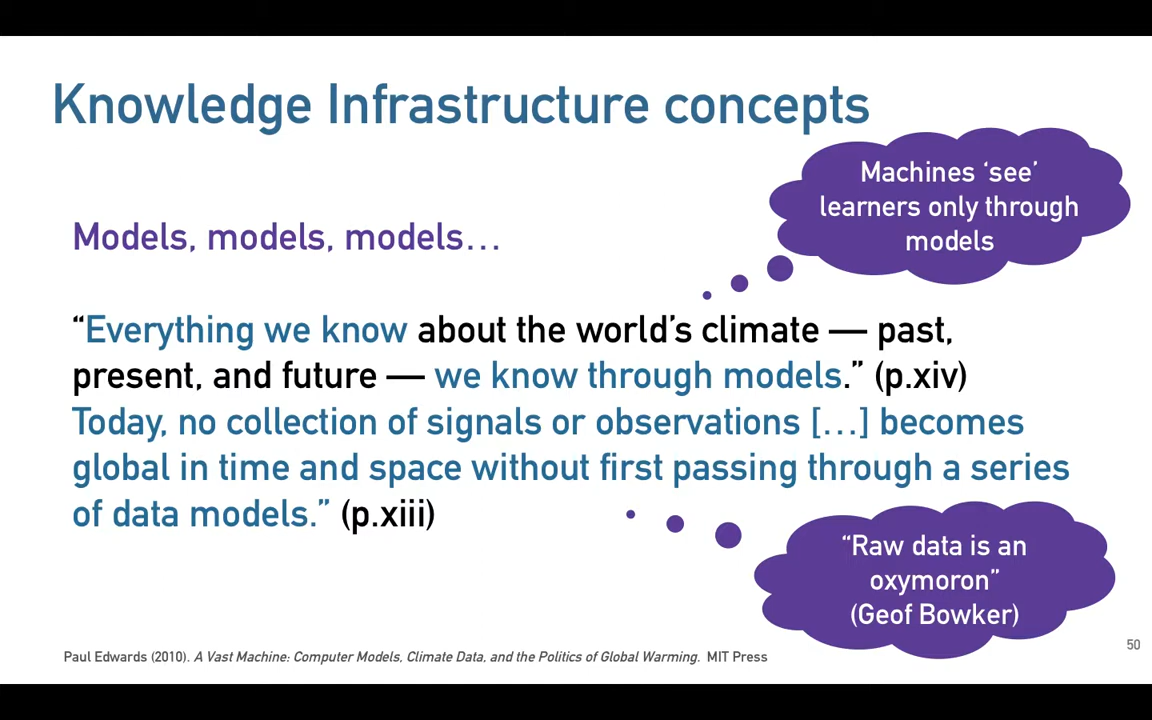 Knowledge Infrastructure concepts
Machines ‘see’
learners only through
models
Models, models, models…
“Everything we know about the world’s climate — past,
present, and future — we know through models.” (p.xiv)
Today, no collection of signals or observations […] becomes
global in time and space without first passing through a series
of data models.” (p.xiii)
“Raw data is an
oxymoron”
(Geof Bowker)
Paul Edwards (2010). A Vast Machine: Computer Models, Climate Data, and the Politics of Global Warming. MIT Press
50